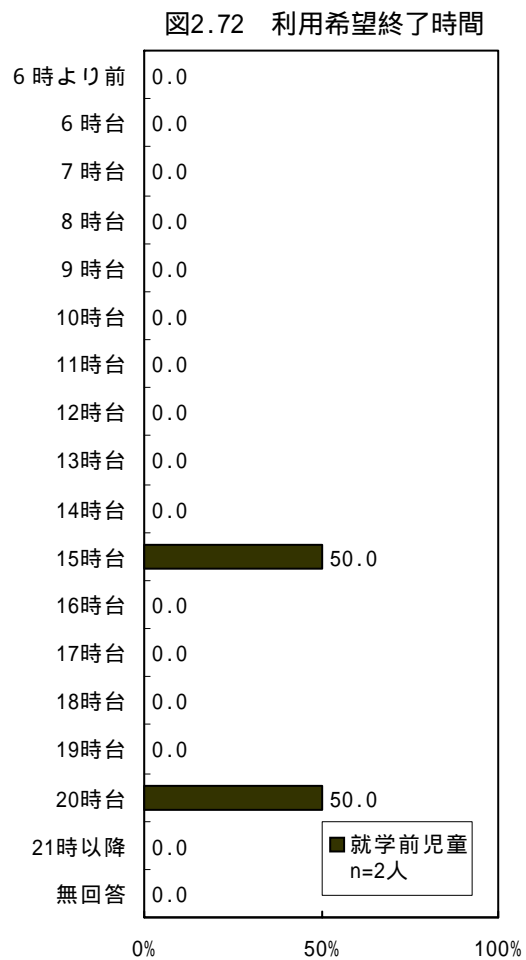 図2.72　利用希望終了時間
６時より前 0.0
６時台 0.0
７時台 0.0
８時台 0.0
９時台 0.0
10時台 0.0
11時台 0.0
12時台 0.0
13時台 0.0
14時台 0.0
15時台 50.0
16時台 0.0
17時台 0.0
18時台 0.0
19時台 0.0
20時台 50.0
21時以降 0.0
無回答 0.0
就学前児童
n=2人
0% 50% 100%